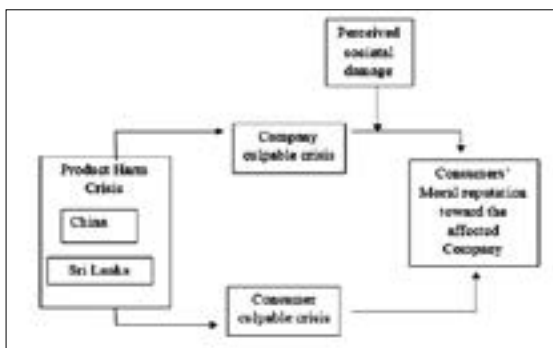 Perceived
societal
damage
Company
culpable crisis
Product Harm
Crisis
China
Sri Lanka
Consumers'
Moral reputation
toward the
affected
Company
Consumer
culpable crisis